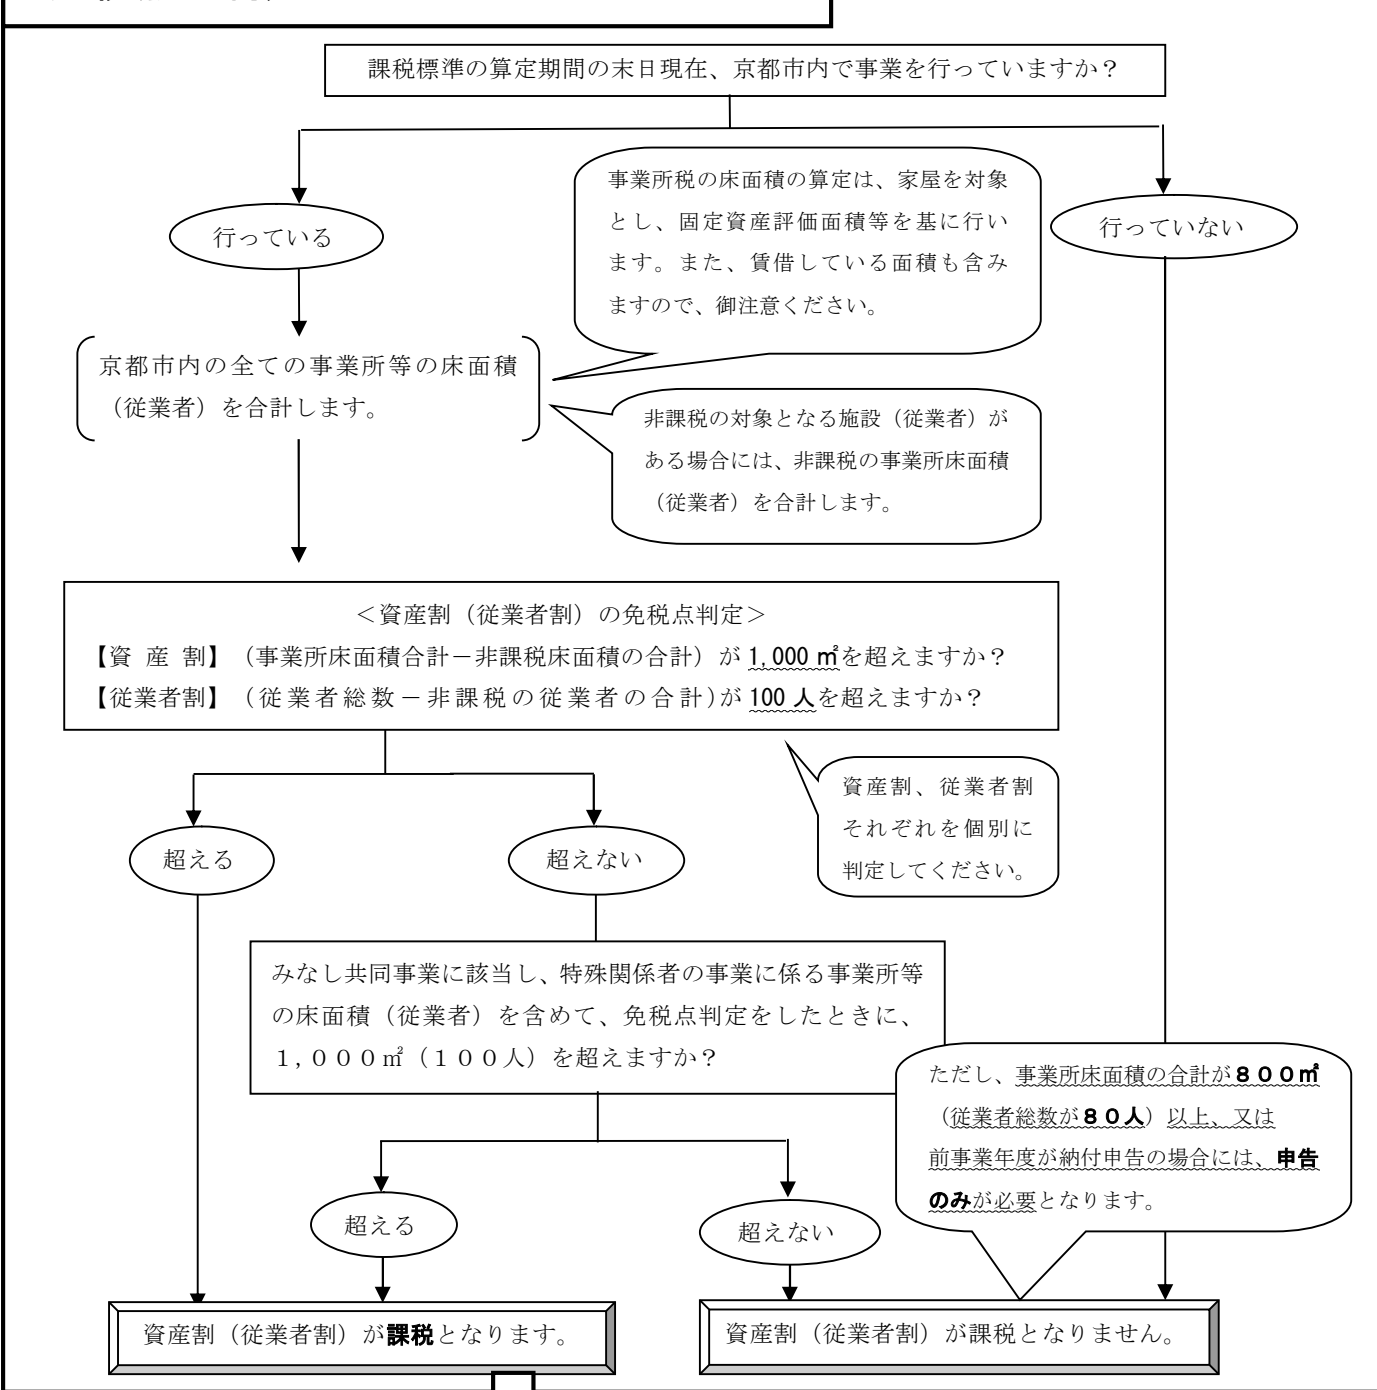 課税標準の算定期間の末日現在、京都市内で事業を行っていますか？
事業所税の床面積の算定は、家屋を対象
とし、固定資産評価面積等を基に行い
ます。また、賃借している面積も含み
ますので、御注意ください。
行っている
行っていない
京都市内の全ての事業所等の床面積
（従業者）を合計します。
非課税の対象となる施設（従業者）が
ある場合には、非課税の事業所床面積
（従業者）を合計します。
＜資産割（従業者割）の免税点判定＞
【資 産 割】（事業所床面積合計－非課税床面積の合計）が 1,000 ㎡を超えますか？
【従業者割】（従業者総数－非課税の従業者の合計）が 100 人を超えますか？
資産割、従業者割
それぞれを個別に
判定してください。
超える
超えない
みなし共同事業に該当し、特殊関係者の事業に係る事業所等
の床面積（従業者）を含めて、免税点判定をしたときに、
１,０００㎡（１００人）を超えますか？
ただし、事業所床面積の合計が８００㎡
（従業者総数が８０人）以上、又は
前事業年度が納付申告の場合には、申告
のみが必要となります。
超える
超えない
資産割（従業者割）が課税となります。
資産割（従業者割）が課税となりません。